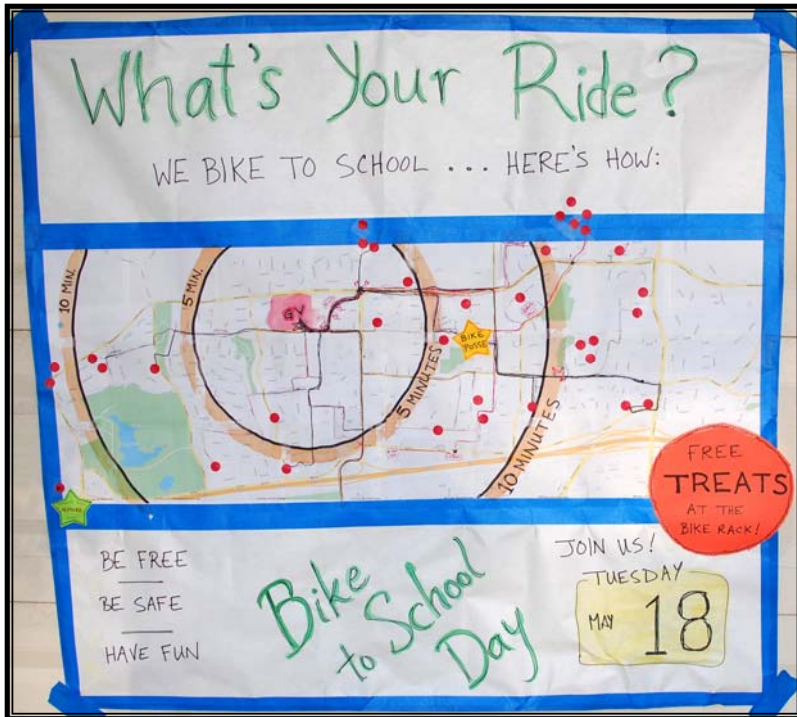 What's Your Ride?
WE BIKE TO SCHOOL ... HERE'S HOW:
10 MIN.
5 MIN.
GV
BIKE
POSSE
5 MINUTES
10 MINUTES
FREE
TREATS
AT THE
BIKE RACK!
BE FREE
BE SAFE
HAVE FUN
Bike
to School
Day
JOIN US!
TUESDAY
MAY 18